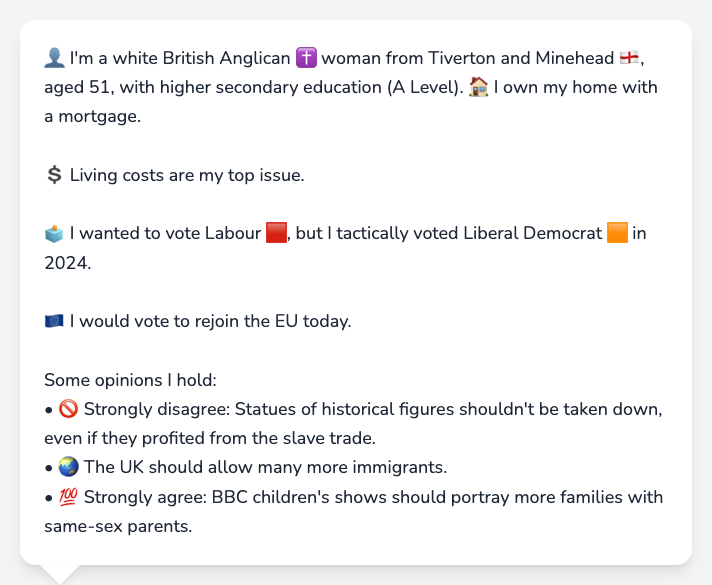 👤 I'm a white British Anglican ✝️ woman from Tiverton and Minehead 🏴󠁧󠁢󠁥󠁮󠁧󠁿,
aged 51, with higher secondary education (A Level). 🏠 I own my home with
a mortgage.
💲 Living costs are my top issue.
🗳️ I wanted to vote Labour 🟥, but I tactically voted Liberal Democrat 🟧 in
2024.
🇪🇺 I would vote to rejoin the EU today.
Some opinions I hold:
• 🚫 Strongly disagree: Statues of historical figures shouldn't be taken down,
even if they profited from the slave trade.
• 🌏 The UK should allow many more immigrants.
• 💯 Strongly agree: BBC children's shows should portray more families with
same-sex parents.